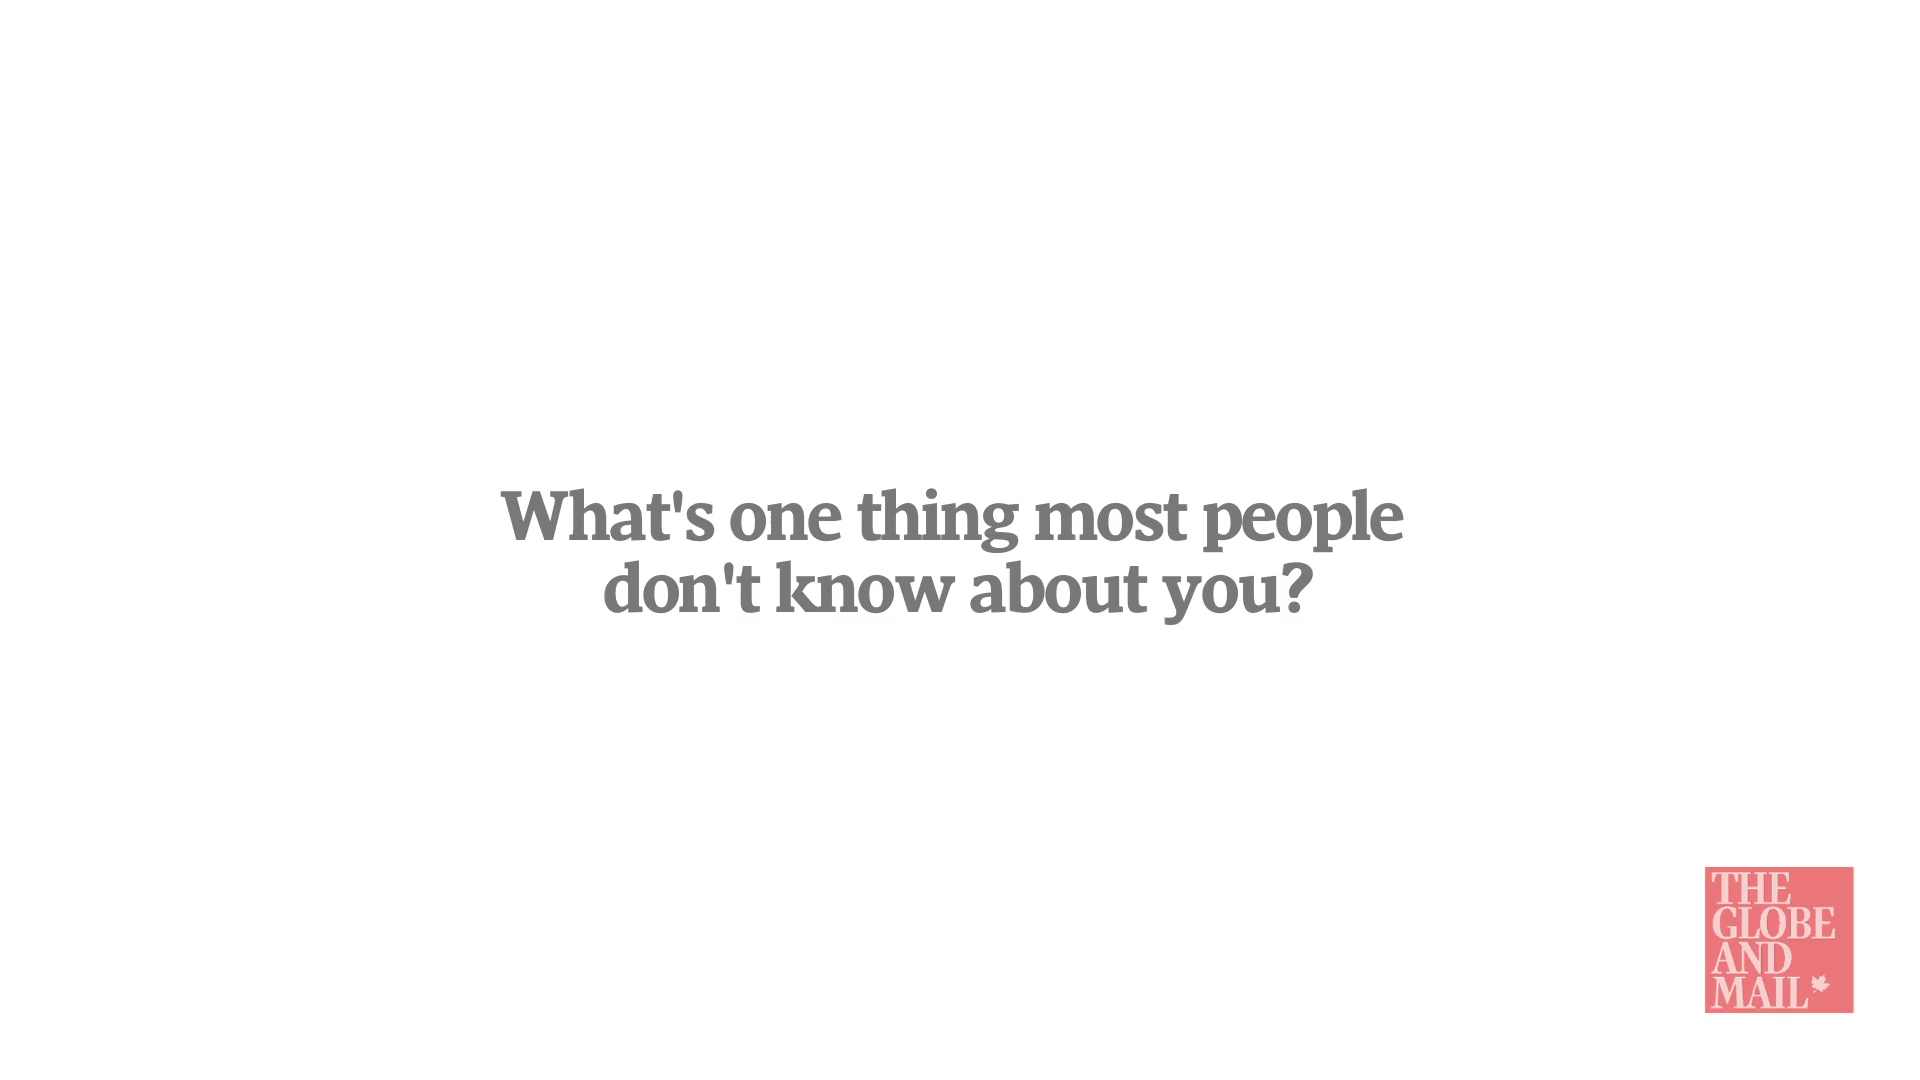 What's one thing most people
don't know about you?
THE
GLOBE
AND
MAIL